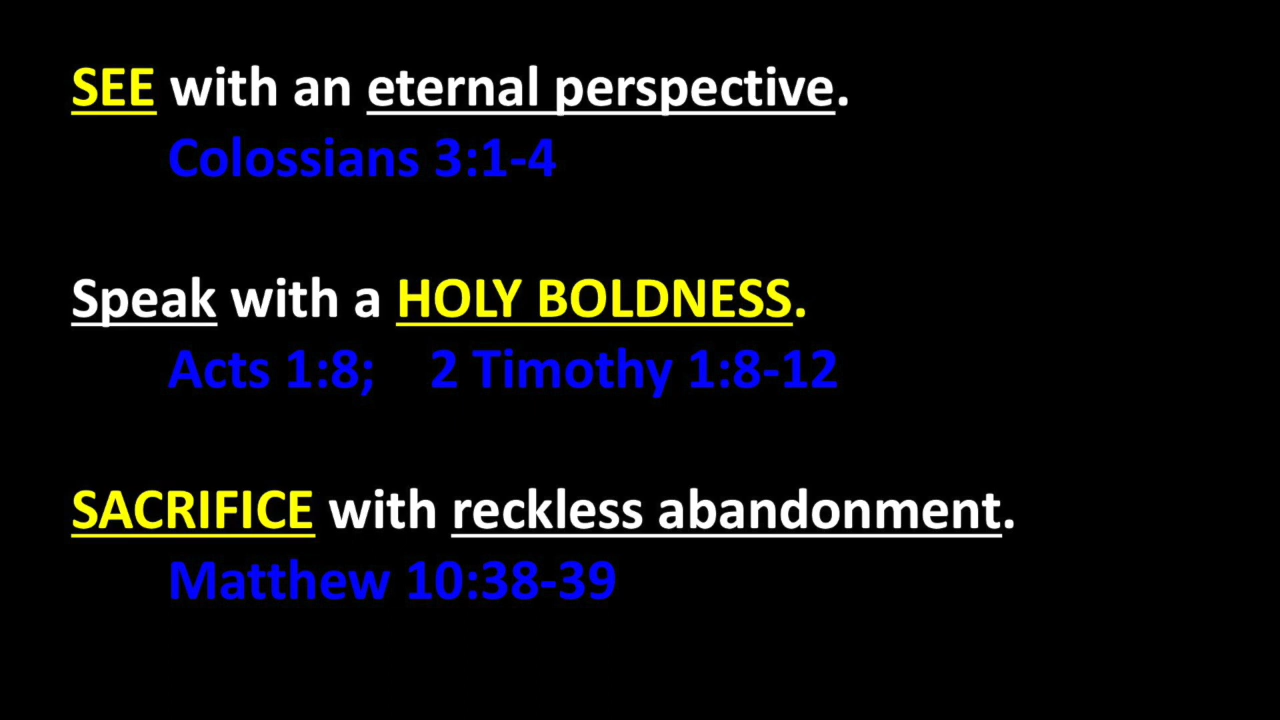 SEE with an eternal perspective.
Colossians 3:1-4
Speak with a HOLY BOLDNESS.
Acts 1:8; 2 Timothy 1:8-12
SACRIFICE with reckless abandonment.
Matthew 10:38-39